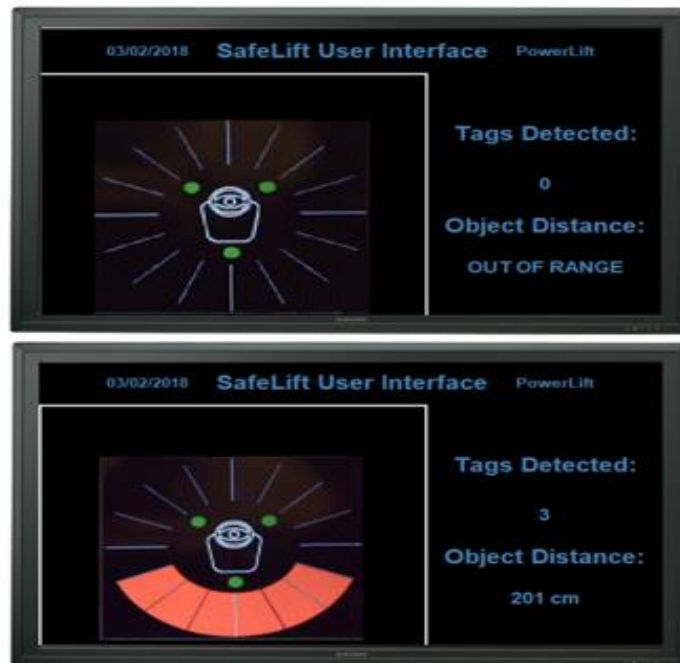 03/02/2018 SafeLift User Interface PowerLift
Tags Detected:
0
Object Distance:
OUT OF RANGE
03/02/2018 SafeLift User Interface PowerLift
Tags Detected:
3
Object Distance:
201 cm